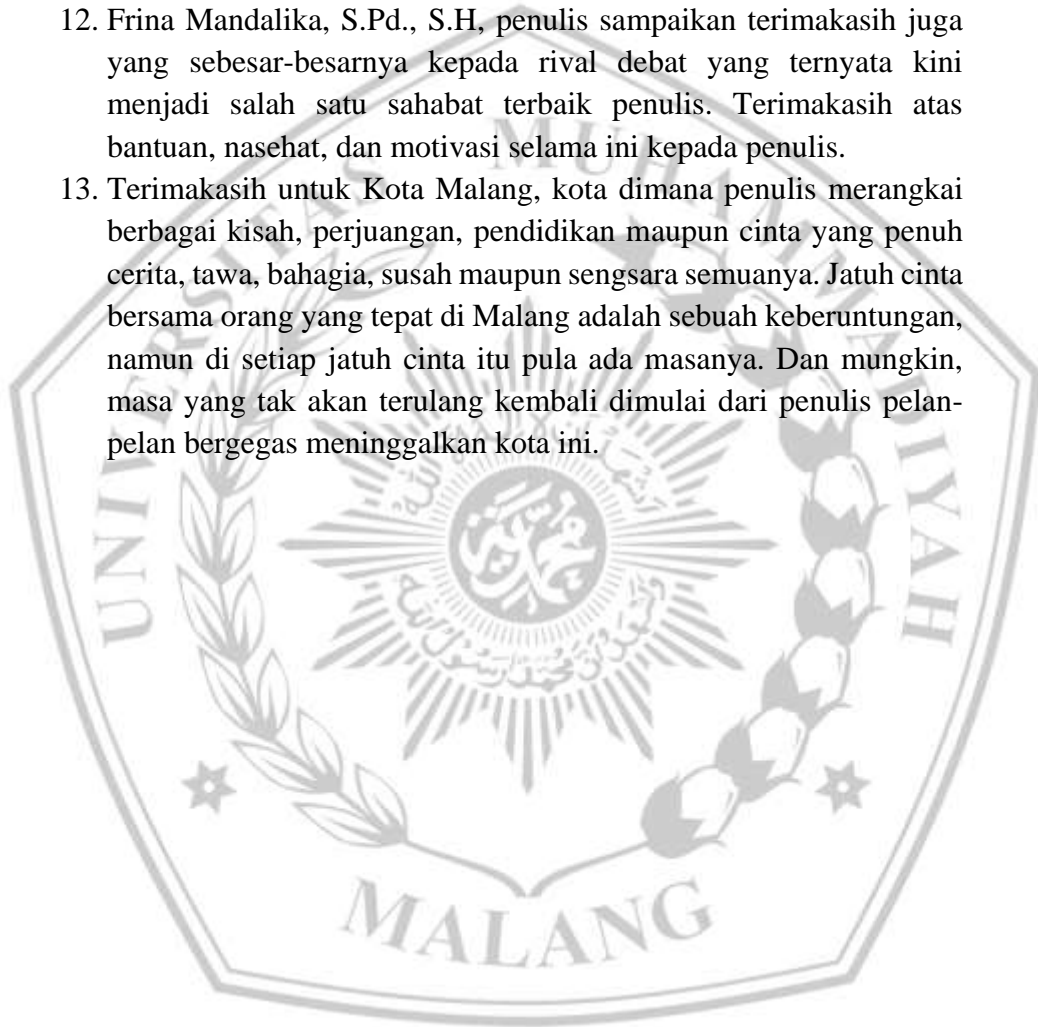 12. Frina Mandalika, S.Pd., S.H, penulis sampaikan terimakasih juga
yang sebesar-besarnya kepada rival debat yang ternyata kini
menjadi salah satu sahabat terbaik penulis. Terimakasih atas
bantuan, nasehat, dan motivasi selama ini kepada penulis.
13. Terimakasih untuk Kota Malang, kota dimana penulis merangkai
berbagai kisah, perjuangan, pendidikan maupun cinta yang penuh
cerita, tawa, bahagia, susah maupun sengsara semuanya. Jatuh cinta
bersama orang yang tepat di Malang adalah sebuah keberuntungan,
namun di setiap jatuh cinta itu pula ada masanya. Dan mungkin,
masa yang tak akan terulang kembali dimulai dari penulis pelan-
pelan bergegas meninggalkan kota ini.
UNIVERSITAS MUHAMMADIYAH
MALANG